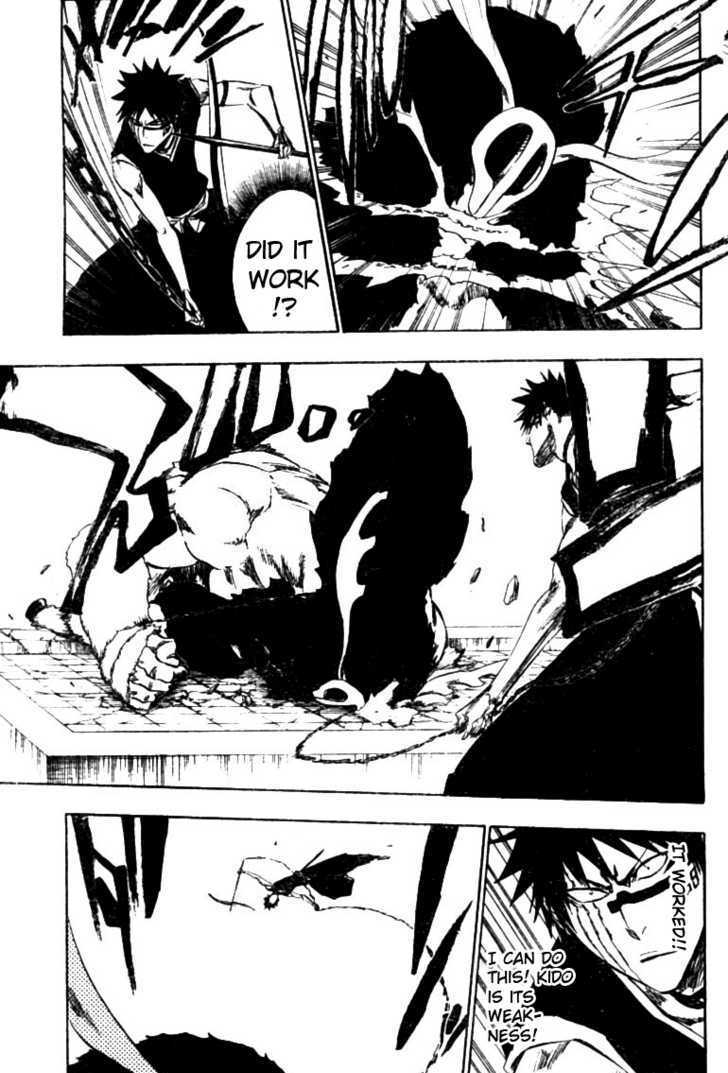 DID IT
WORK
!?
IT WORKED!!
I CAN DO
THIS! KIDO
IS ITS
WEAK-
NESS!